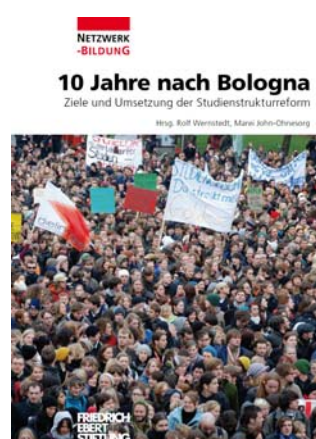 NETZWERK
-BILDUNG
10 Jahre nach Bologna
Ziele und Umsetzung der Studienstrukturreform
Hrsg. Rolf Wernstedt, Marei John-Ohnesorg
FRIEDRICH
EBERT
STIFTUNG